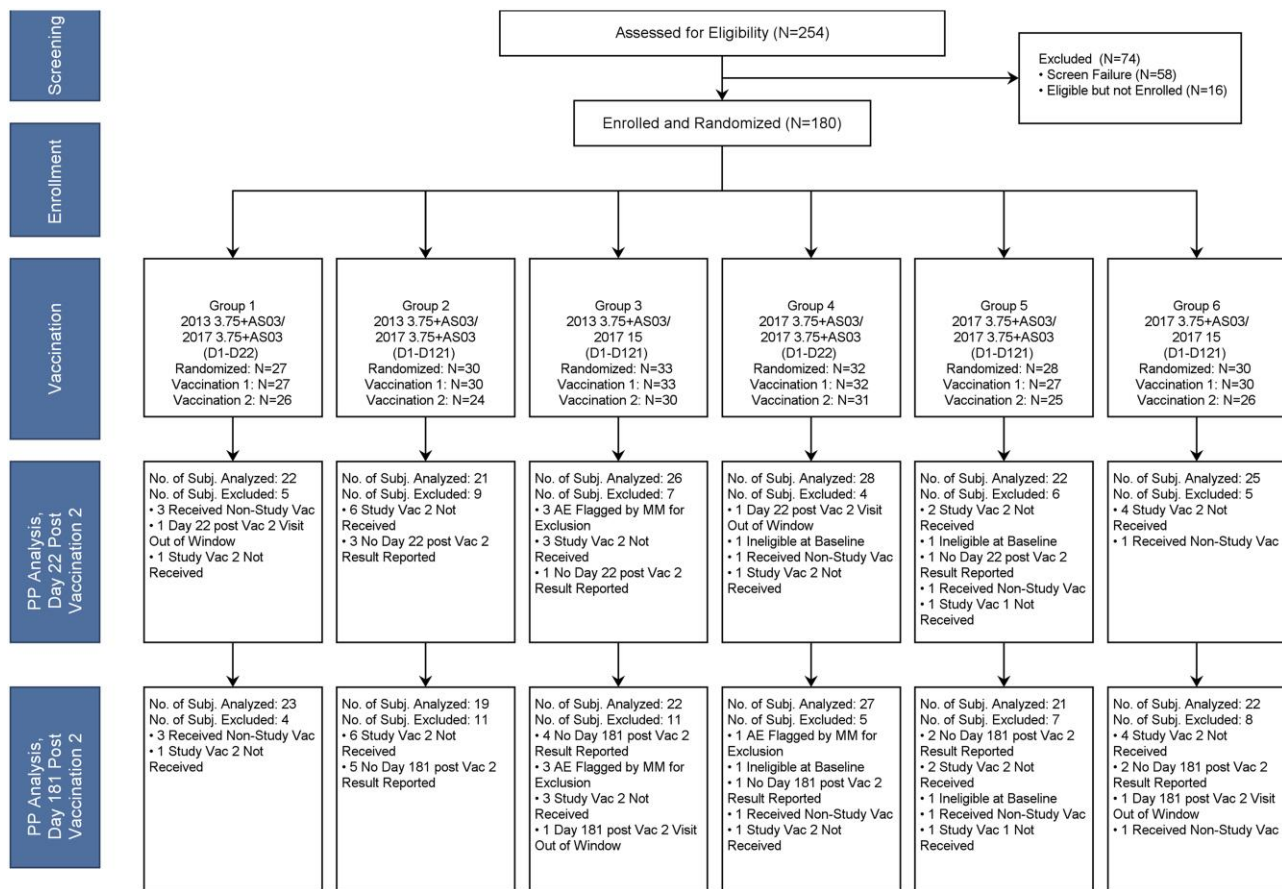 Screening
Assessed for Eligibility (N=254)
Excluded (N=74)
• Screen Failure (N=58)
• Eligible but not Enrolled (N=16)
Enrollment
Enrolled and Randomized (N=180)
Vaccination
Group 1
2013 3.75+AS03/
2017 3.75+AS03
(D1-D22)
Randomized: N=27
Vaccination 1: N=27
Vaccination 2: N=26
Group 2
2013 3.75+AS03/
2017 3.75+AS03
(D1-D121)
Randomized: N=30
Vaccination 1: N=30
Vaccination 2: N=24
Group 3
2013 3.75+AS03/
2017 15
(D1-D121)
Randomized: N=33
Vaccination 1: N=33
Vaccination 2: N=30
Group 4
2017 3.75+AS03/
2017 3.75+AS03
(D1-D22)
Randomized: N=32
Vaccination 1: N=32
Vaccination 2: N=31
Group 5
2017 3.75+AS03/
2017 3.75+AS03
(D1-D121)
Randomized: N=28
Vaccination 1: N=27
Vaccination 2: N=25
Group 6
2017 3.75+AS03/
2017 15
(D1-D121)
Randomized: N=30
Vaccination 1: N=30
Vaccination 2: N=26
PP Analysis,
Day 22 Post
Vaccination 2
No. of Subj. Analyzed: 22
No. of Subj. Excluded: 5
• 3 Received Non-Study Vac
• 1 Day 22 post Vac 2 Visit
Out of Window
• 1 Study Vac 2 Not
Received
No. of Subj. Analyzed: 21
No. of Subj. Excluded: 9
• 6 Study Vac 2 Not
Received
• 3 No Day 22 post Vac 2
Result Reported
No. of Subj. Analyzed: 26
No. of Subj. Excluded: 7
• 3 AE Flagged by MM for
Exclusion
• 3 Study Vac 2 Not
Received
• 1 No Day 22 post Vac 2
Result Reported
No. of Subj. Analyzed: 28
No. of Subj. Excluded: 4
• 1 Day 22 post Vac 2 Visit
Out of Window
• 1 Ineligible at Baseline
• 1 Received Non-Study Vac
• 1 Study Vac 2 Not
Received
No. of Subj. Analyzed: 22
No. of Subj. Excluded: 6
• 2 Study Vac 2 Not
Received
• 1 Ineligible at Baseline
• 1 No Day 22 post Vac 2
Result Reported
• 1 Received Non-Study Vac
• 1 Study Vac 1 Not
Received
No. of Subj. Analyzed: 25
No. of Subj. Excluded: 5
• 4 Study Vac 2 Not
Received
• 1 Received Non-Study Vac
PP Analysis,
Day 181 Post
Vaccination 2
No. of Subj. Analyzed: 23
No. of Subj. Excluded: 4
• 3 Received Non-Study Vac
• 1 Study Vac 2 Not
Received
No. of Subj. Analyzed: 19
No. of Subj. Excluded: 11
• 6 Study Vac 2 Not
Received
• 5 No Day 181 post Vac 2
Result Reported
No. of Subj. Analyzed: 22
No. of Subj. Excluded: 11
• 4 No Day 181 post Vac 2
Result Reported
• 3 AE Flagged by MM for
Exclusion
• 3 Study Vac 2 Not
Received
• 1 Day 181 post Vac 2 Visit
Out of Window
No. of Subj. Analyzed: 27
No. of Subj. Excluded: 5
• 1 AE Flagged by MM for
Exclusion
• 1 Ineligible at Baseline
• 1 No Day 181 post Vac 2
Result Reported
• 1 Received Non-Study Vac
• 1 Study Vac 2 Not
Received
No. of Subj. Analyzed: 21
No. of Subj. Excluded: 7
• 2 No Day 181 post Vac 2
Result Reported
• 2 Study Vac 2 Not
Received
• 1 Ineligible at Baseline
• 1 Received Non-Study Vac
• 1 Study Vac 1 Not
Received
No. of Subj. Analyzed: 22
No. of Subj. Excluded: 8
• 4 Study Vac 2 Not
Received
• 2 No Day 181 post Vac 2
Result Reported
• 1 Day 181 post Vac 2 Visit
Out of Window
• 1 Received Non-Study Vac